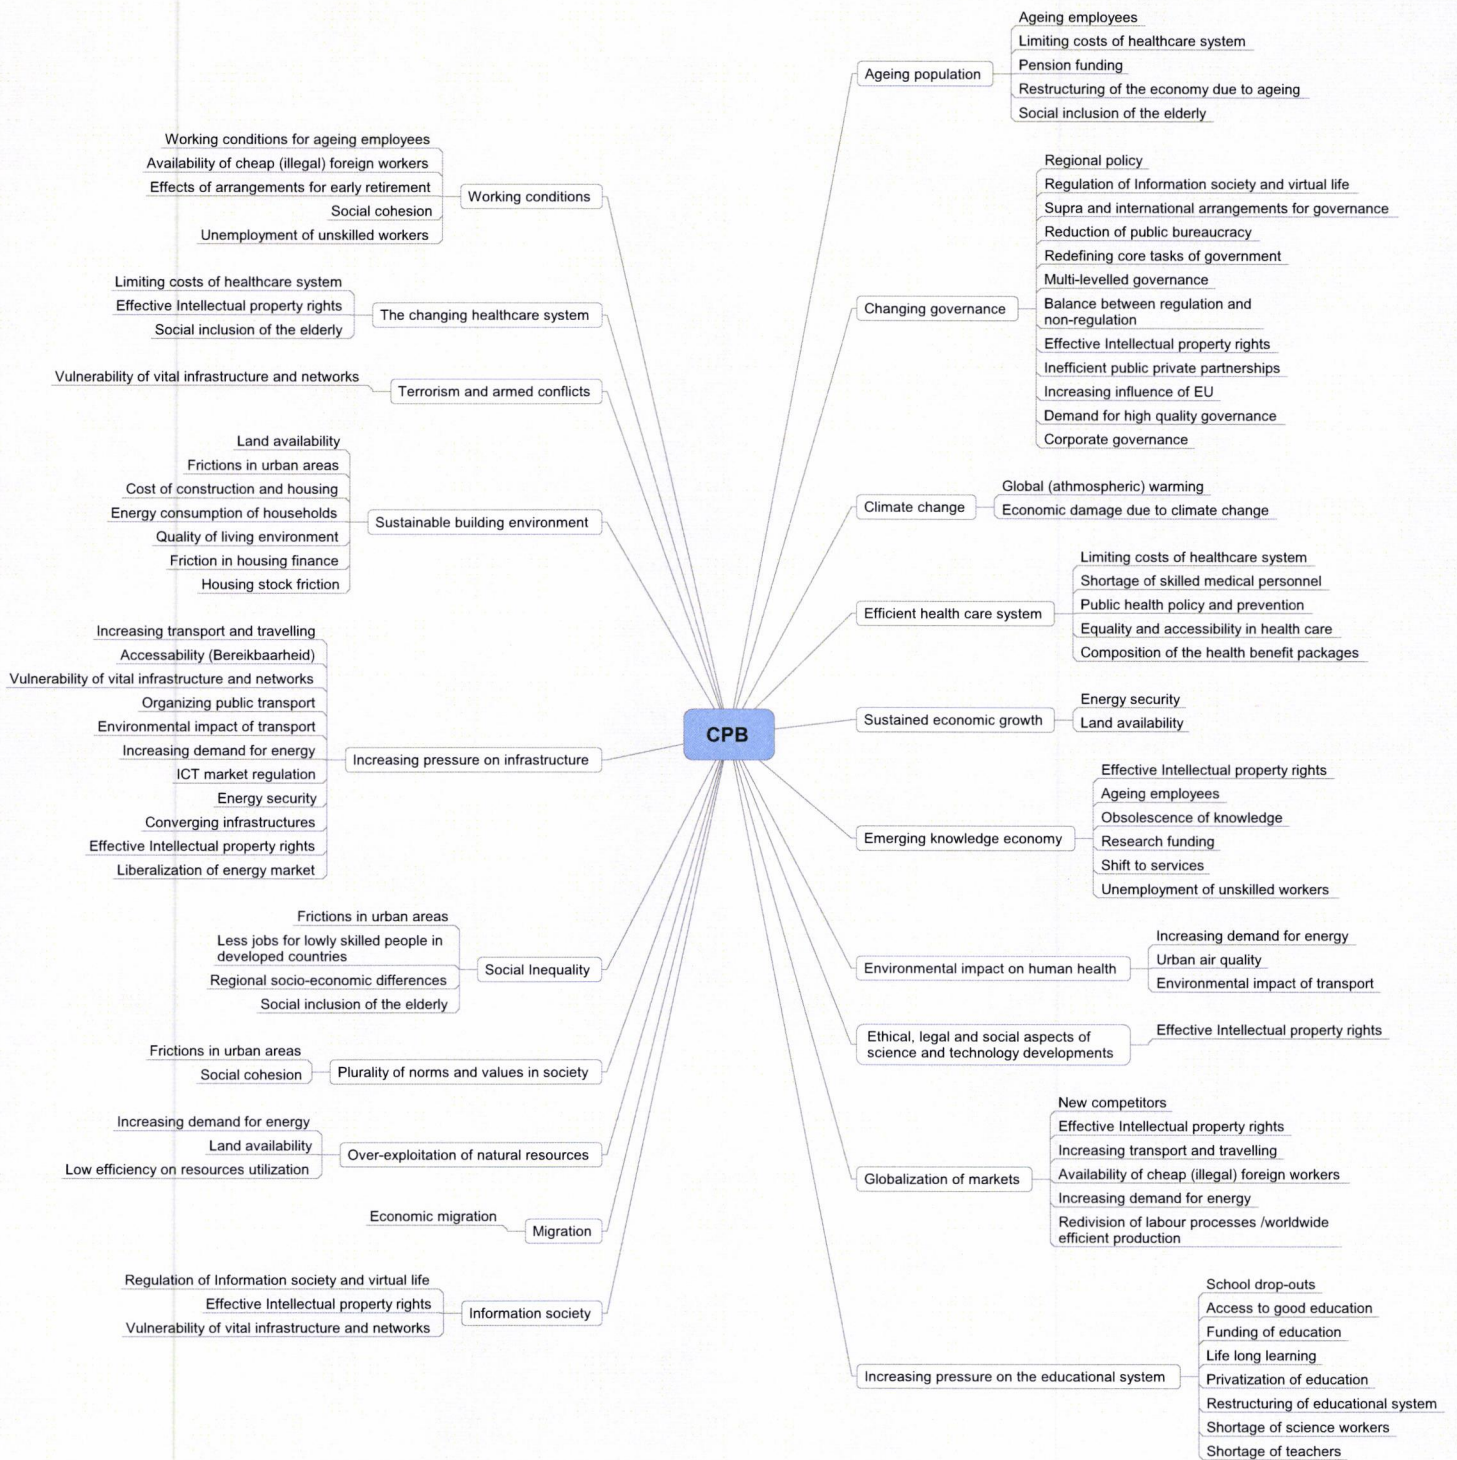 CPB
Ageing population
Ageing employees
Limiting costs of healthcare system
Pension funding
Restructuring of the economy due to ageing
Social inclusion of the elderly
Changing governance
Regional policy
Regulation of Information society and virtual life
Supra and international arrangements for governance
Reduction of public bureaucracy
Redefining core tasks of government
Multi-levelled governance
Balance between regulation and
non-regulation
Effective Intellectual property rights
Inefficient public private partnerships
Increasing influence of EU
Demand for high quality governance
Corporate governance
Climate change
Global (athmospheric) warming
Economic damage due to climate change
Efficient health care system
Limiting costs of healthcare system
Shortage of skilled medical personnel
Public health policy and prevention
Equality and accessibility in health care
Composition of the health benefit packages
Sustained economic growth
Energy security
Land availability
Emerging knowledge economy
Effective Intellectual property rights
Ageing employees
Obsolescence of knowledge
Research funding
Shift to services
Unemployment of unskilled workers
Environmental impact on human health
Increasing demand for energy
Urban air quality
Environmental impact of transport
Ethical, legal and social aspects of
science and technology developments
Effective Intellectual property rights
Globalization of markets
New competitors
Effective Intellectual property rights
Increasing transport and travelling
Availability of cheap (illegal) foreign workers
Increasing demand for energy
Redivision of labour processes /worldwide
efficient production
Increasing pressure on the educational system
School drop-outs
Access to good education
Funding of education
Life long learning
Privatization of education
Restructuring of educational system
Shortage of science workers
Shortage of teachers
Working conditions
Working conditions for ageing employees
Availability of cheap (illegal) foreign workers
Effects of arrangements for early retirement
Social cohesion
Unemployment of unskilled workers
The changing healthcare system
Limiting costs of healthcare system
Effective Intellectual property rights
Social inclusion of the elderly
Terrorism and armed conflicts
Vulnerability of vital infrastructure and networks
Sustainable building environment
Land availability
Frictions in urban areas
Cost of construction and housing
Energy consumption of households
Quality of living environment
Friction in housing finance
Housing stock friction
Increasing pressure on infrastructure
Increasing transport and travelling
Accessability (Bereikbaarheid)
Vulnerability of vital infrastructure and networks
Organizing public transport
Environmental impact of transport
Increasing demand for energy
ICT market regulation
Energy security
Converging infrastructures
Effective Intellectual property rights
Liberalization of energy market
Social Inequality
Frictions in urban areas
Less jobs for lowly skilled people in
developed countries
Regional socio-economic differences
Social inclusion of the elderly
Plurality of norms and values in society
Frictions in urban areas
Social cohesion
Over-exploitation of natural resources
Increasing demand for energy
Land availability
Low efficiency on resources utilization
Migration
Economic migration
Information society
Regulation of Information society and virtual life
Effective Intellectual property rights
Vulnerability of vital infrastructure and networks